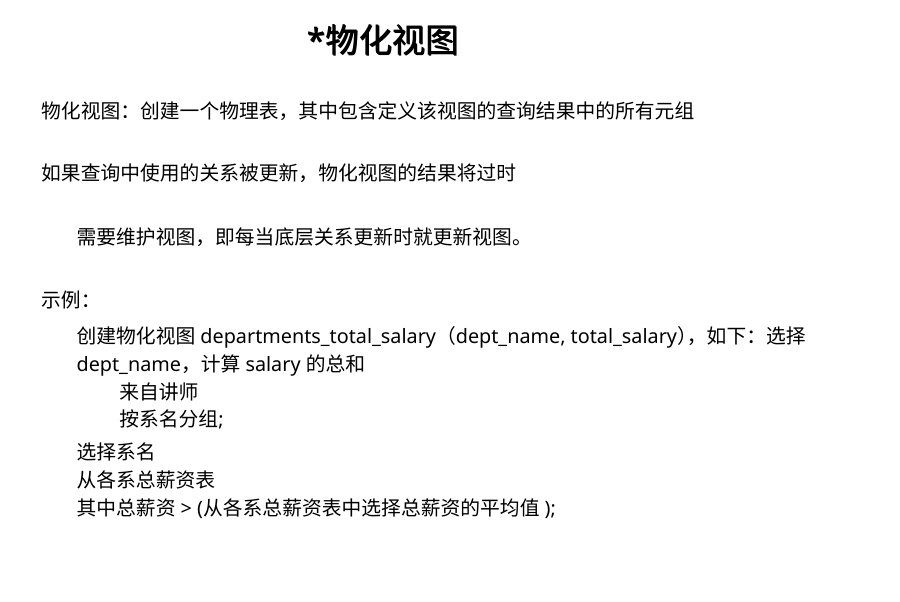 *物化视图
物化视图：创建一个物理表，其中包含定义该视图的查询结果中的所有元组
如果查询中使用的关系被更新，物化视图的结果将过时
需要维护视图，即每当底层关系更新时就更新视图。
示例：
创建物化视图 departments_total_salary（dept_name, total_salary），如下：选择
dept_name，计算 salary 的总和
来自讲师
按系名分组;
选择系名
从各系总薪资表
其中总薪资 > (从各系总薪资表中选择总薪资的平均值 );